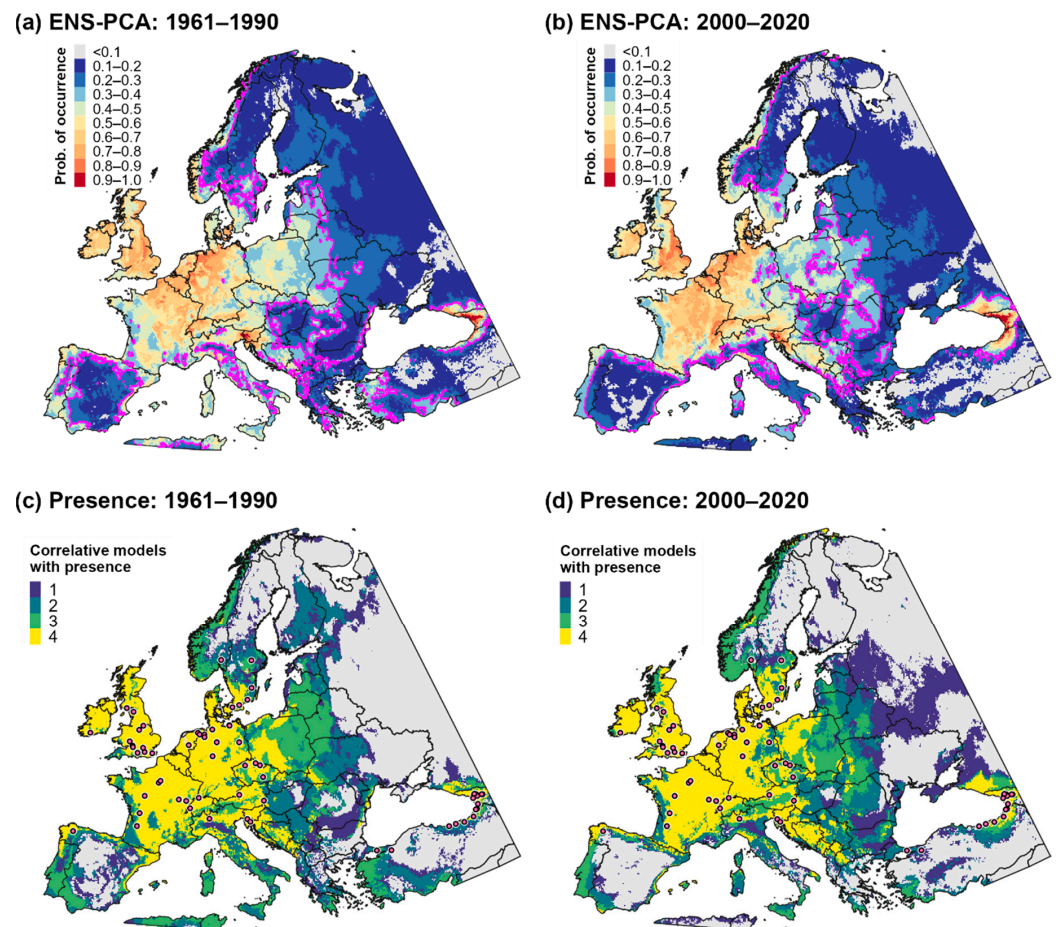 (a) ENS-PCA: 1961–1990
Prob. of occurrence
<0.1
0.1–0.2
0.2–0.3
0.3–0.4
0.4–0.5
0.5–0.6
0.6–0.7
0.7–0.8
0.8–0.9
0.9–1.0
(b) ENS-PCA: 2000–2020
Prob. of occurrence
<0.1
0.1–0.2
0.2–0.3
0.3–0.4
0.4–0.5
0.5–0.6
0.6–0.7
0.7–0.8
0.8–0.9
0.9–1.0
(c) Presence: 1961–1990
Correlative models
with presence
1
2
3
4
(d) Presence: 2000–2020
Correlative models
with presence
1
2
3
4